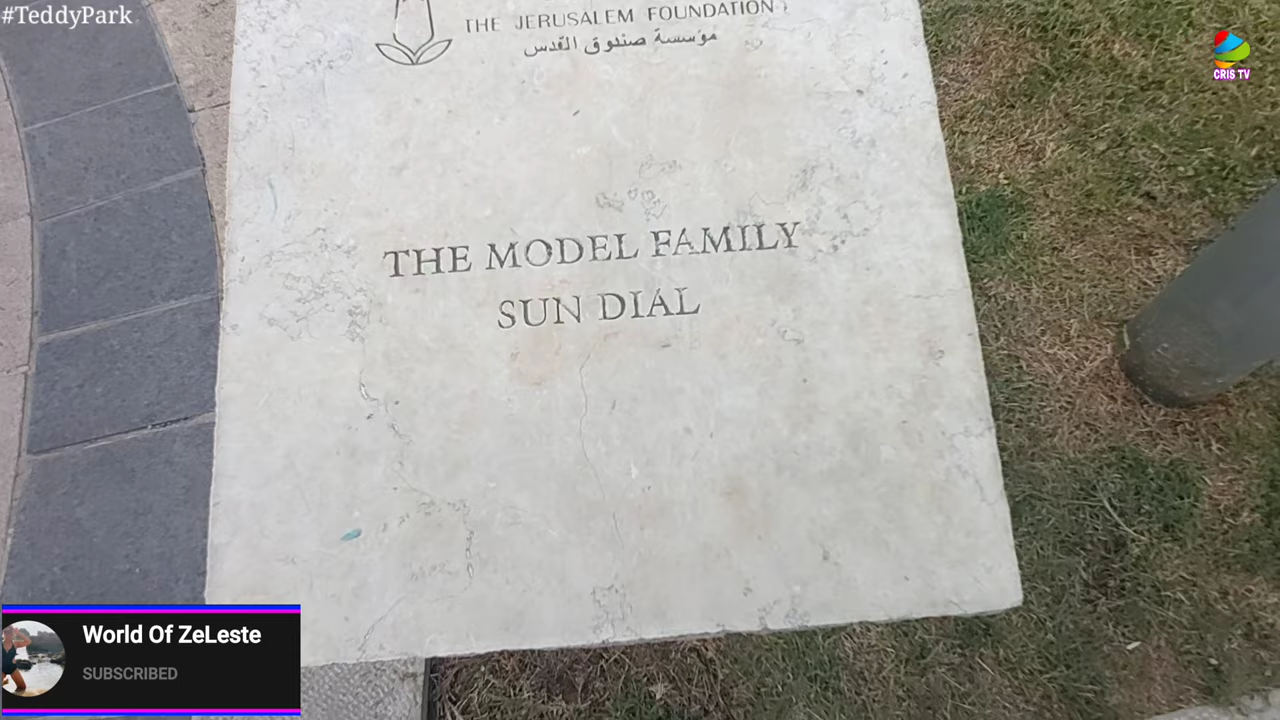 #TeddyPark
THE JERUSALEM FOUNDATION
مؤسسة صندوق القدس
CRIS TV
THE MODEL FAMILY
SUN DIAL
World Of ZeLeste
SUBSCRIBED